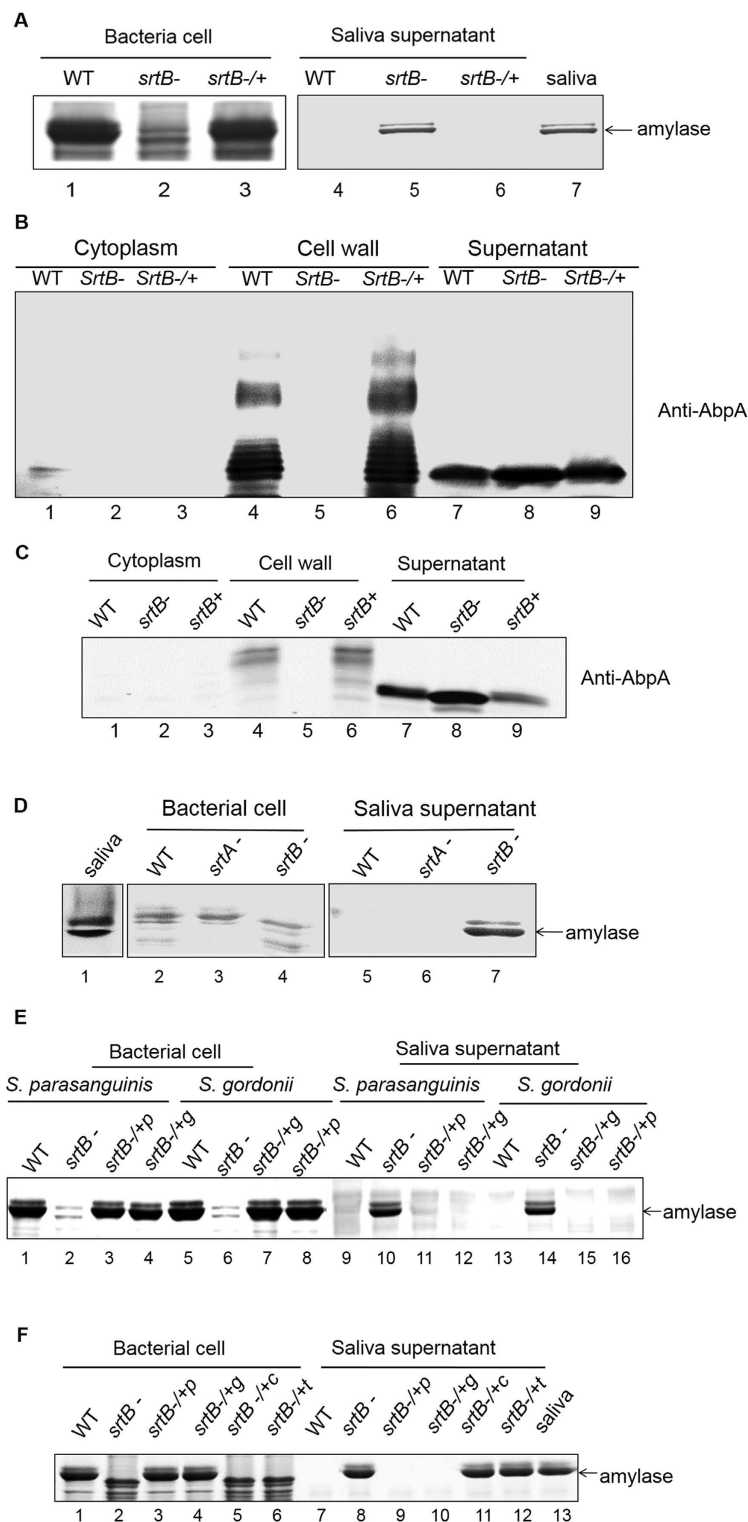 A
Bacteria cell Saliva supernatant
WT srtB- srtB-/+ WT srtB- srtB-/+ saliva
amylase
1 2 3 4 5 6 7
B
Cytoplasm Cell wall Supernatant
WT SrtB- SrtB-/+ WT SrtB- SrtB-/+ WT SrtB- SrtB-/+
Anti-AbpA
1 2 3 4 5 6 7 8 9
C
Cytoplasm Cell wall Supernatant
WT srtB- srtB+ WT srtB- srtB+ WT srtB- srtB+
Anti-AbpA
1 2 3 4 5 6 7 8 9
D
Bacterial cell Saliva supernatant
saliva WT srtA - srtB - WT srtA - srtB -
amylase
1 2 3 4 5 6 7
E
Bacterial cell Saliva supernatant
S. parasanguinis S. gordonii S. parasanguinis S. gordonii
WT srtB - srtB-/+p srtB-/+g WT srtB - srtB-/+g srtB-/+p WT srtB - srtB-/+p srtB-/+g WT srtB - srtB-/+g srtB-/+p
amylase
1 2 3 4 5 6 7 8 9 10 11 12 13 14 15 16
F
Bacterial cell Saliva supernatant
WT srtB - srtB-/+p srtB-/+g srtB -/+c srtB-/+t WT srtB - srtB-/+p srtB-/+g srtB-/+c srtB-/+t saliva
amylase
1 2 3 4 5 6 7 8 9 10 11 12 13